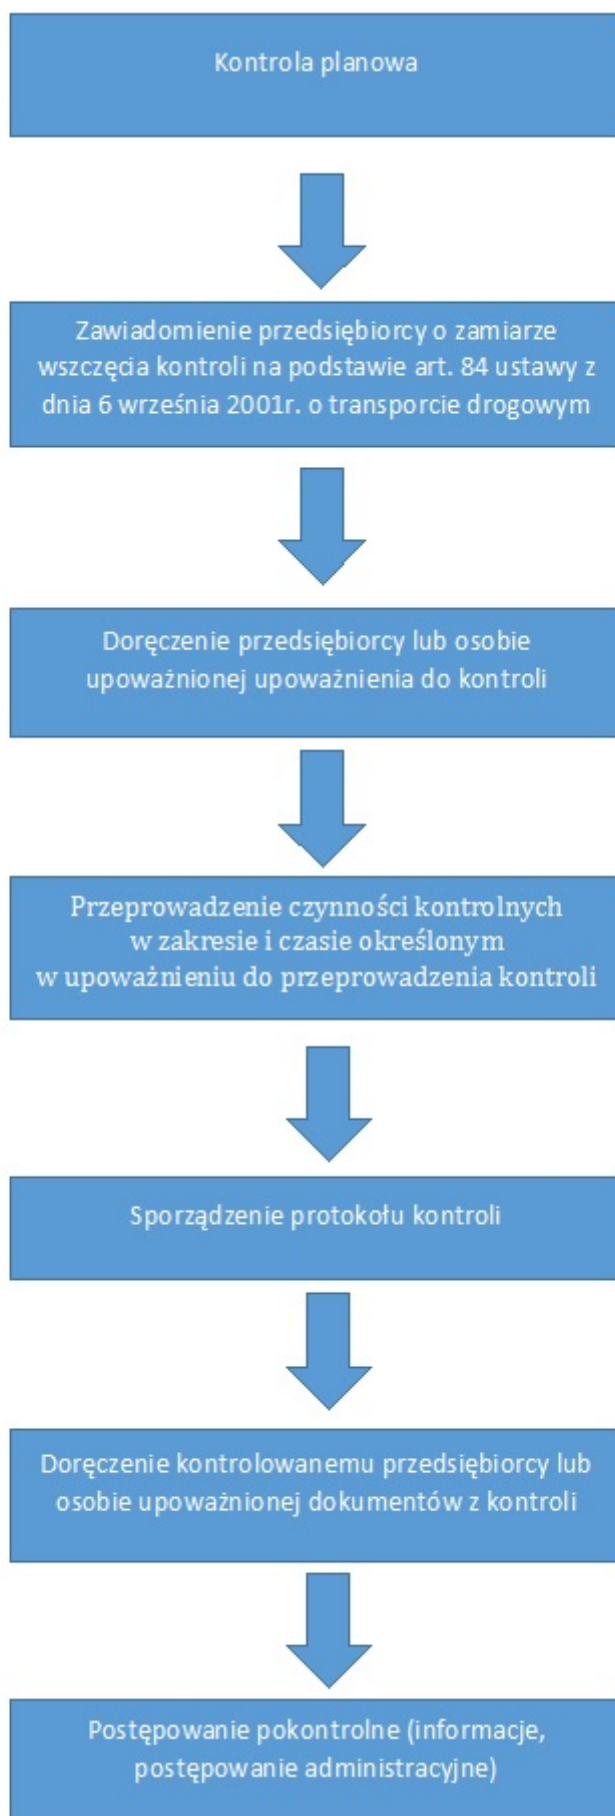 Kontrola planowa
Zawiadomienie przedsiębiorcy o zamiarze
wszczęcia kontroli na podstawie art. 84 ustawy z
dnia 6 września 2001r. o transporcie drogowym
Doręczenie przedsiębiorcy lub osobie
upoważnionej upoważnienia do kontroli
Przeprowadzenie czynności kontrolnych
w zakresie i czasie określonym
w upoważnieniu do przeprowadzenia kontroli
Sporządzenie protokołu kontroli
Doręczenie kontrolowanemu przedsiębiorcy lub
osobie upoważnionej dokumentów z kontroli
Postępowanie pokontrolne (informacje,
postępowanie administracyjne)